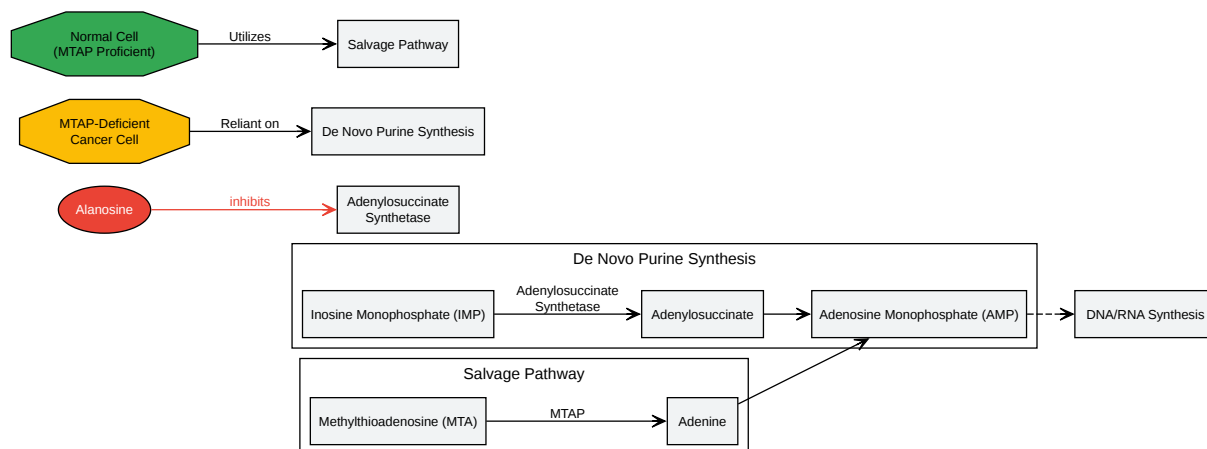 Normal Cell
(MTAP Proficient)
Utilizes
Salvage Pathway
MTAP-Deficient
Cancer Cell
Reliant on
De Novo Purine Synthesis
Alanosine
inhibits
Adenylosuccinate
Synthetase
De Novo Purine Synthesis
Inosine Monophosphate (IMP)
Adenylosuccinate
Synthetase
Adenylosuccinate
Adenosine Monophosphate (AMP)
DNA/RNA Synthesis
Salvage Pathway
Methylthioadenosine (MTA)
MTAP
Adenine